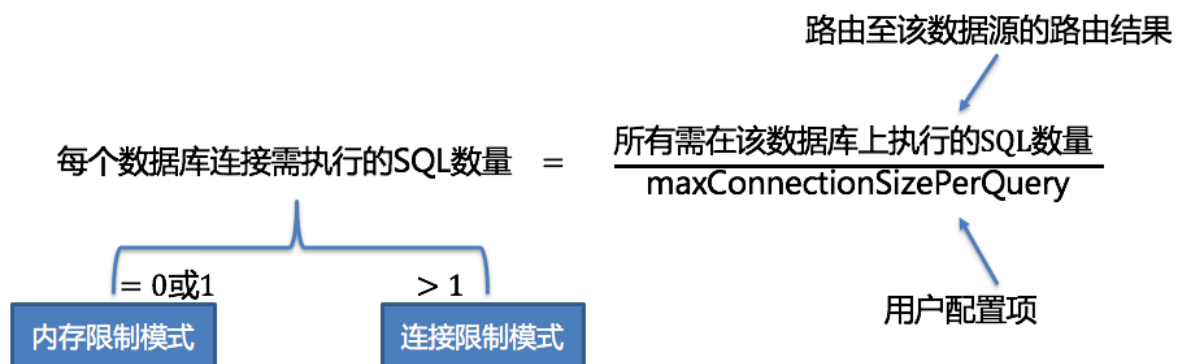 路由至该数据源的路由结果
每个数据库连接需执行的SQL数量 = 所有需在该数据库上执行的SQL数量
maxConnectionSizePerQuery
= 0或1
> 1
用户配置项
内存限制模式
连接限制模式